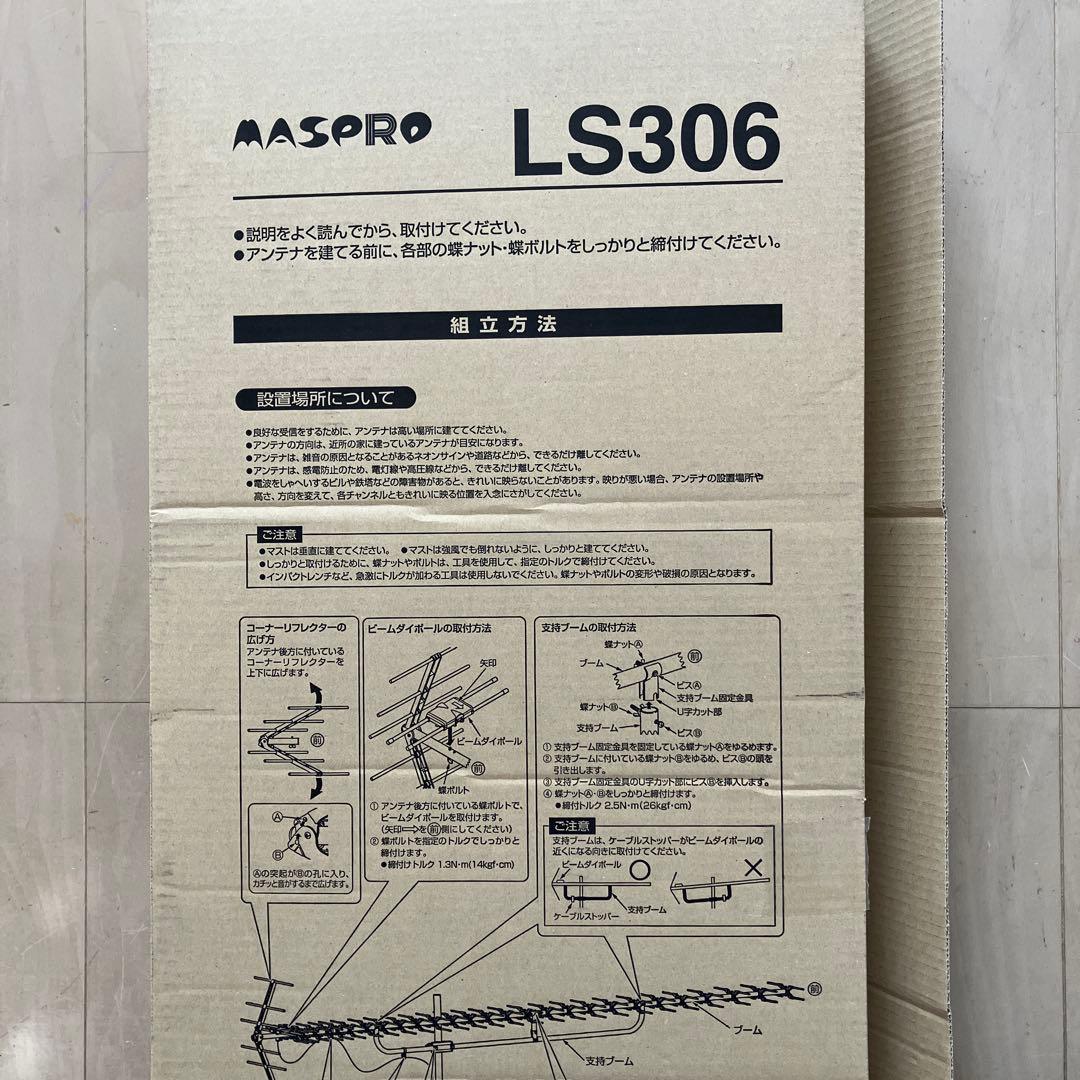 MASPRO LS306
●説明をよく読んでから、取付けてください。
●アンテナを建てる前に、各部の蝶ナット・蝶ボルトをしっかりと締付けてください。
組立方法
設置場所について
●良好な受信をするために、アンテナは高い場所に建ててください。
●アンテナの方向は、近所の家に建っているアンテナが目安になります。
●アンテナは、雑音の原因となることがあるネオンサインや道路などから、できるだけ離してください。
●アンテナは、感電防止のため、電灯線や高圧線などから、できるだけ離してください。
●電波をしゃへいするビルや鉄塔などの障害物があると、きれいに映らないことがあります。映りが悪い場合、アンテナの設置場所や
高さ、方向を変えて、各チャンネルともきれいに映る位置を入念にさがしてください。
ご注意
●マストは垂直に建ててください。 ●マストは強風でも倒れないように、しっかりと建ててください。
●しっかりと取付けるために、蝶ナットやボルトは、工具を使用して、指定のトルクで締付けてください。
●インパクトレンチなど、急激にトルクが加わる工具は使用しないでください。蝶ナットやボルトの変形や破損の原因となります。
コーナーリフレクターの
広げ方
アンテナ後方に付いている
コーナーリフレクターを
上下に広げます。
前
Ⓐ
Ⓑ
Ⓐの突起がⒷの孔に入り、
カチッと音がするまで広げます。
ビームダイポールの取付方法
矢印
ビームダイポール
前
蝶ボルト
① アンテナ後方に付いている蝶ボルトで、
ビームダイポールを取付けます。
(矢印⇨を前側にしてください)
② 蝶ボルトを指定のトルクでしっかりと
締付けます。
●締付けトルク 1.3N・m(14kgf・cm)
支持ブームの取付方法
蝶ナットⒶ
ブーム
前
ビスⒶ
支持ブーム固定金具
蝶ナットⒷ
U字カット部
支持ブーム
ビスⒷ
① 支持ブーム固定金具を固定している蝶ナットⒶをゆるめます。
② 支持ブームに付いている蝶ナットⒷをゆるめ、ビスⒷの頭を
引き出します。
③ 支持ブーム固定金具のU字カット部にビスⒷを挿入します。
④ 蝶ナットⒶ・Ⓑをしっかりと締付けます。
●締付トルク 2.5N・m(26kgf・cm)
ご注意
支持ブームは、ケーブルストッパーがビームダイポールの
近くになる向きに取付けてください。
ビームダイポール
ケーブルストッパー
支持ブーム
前
ブーム
支持ブーム